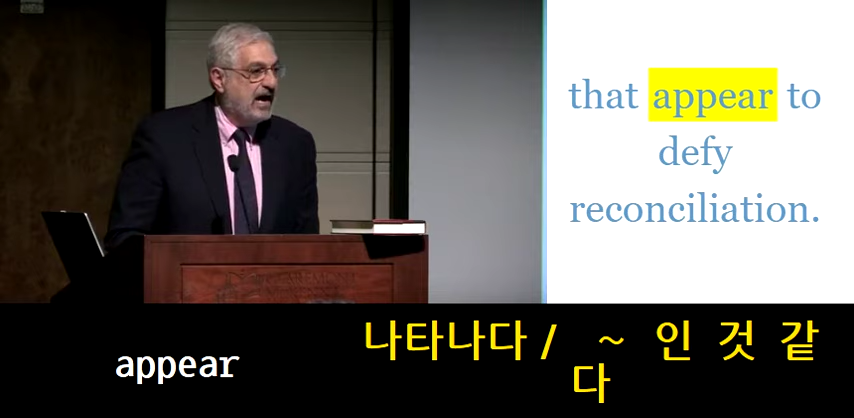 that appear to
defy
reconciliation.
appear
나타나다 / ~ 인 것 같
다